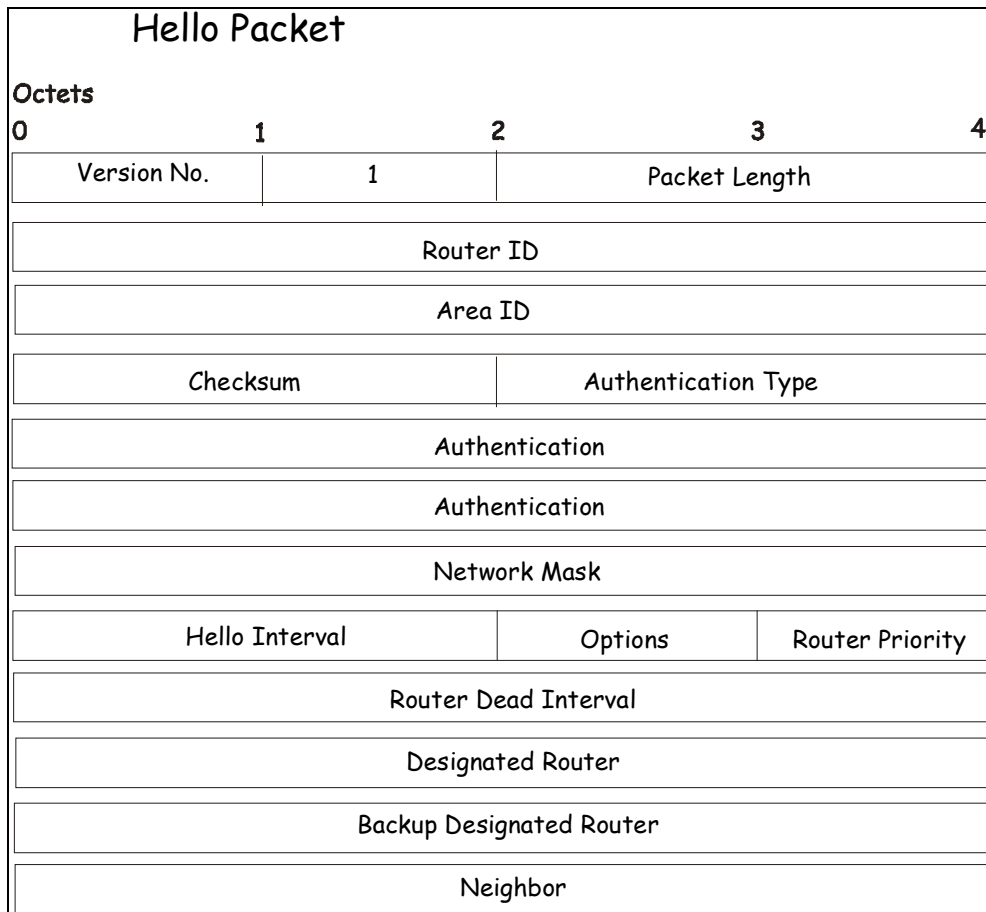 Hello Packet
Octets
0 1 2 3 4
Version No. 1 Packet Length
Router ID
Area ID
Checksum Authentication Type
Authentication
Authentication
Network Mask
Hello Interval Options Router Priority
Router Dead Interval
Designated Router
Backup Designated Router
Neighbor